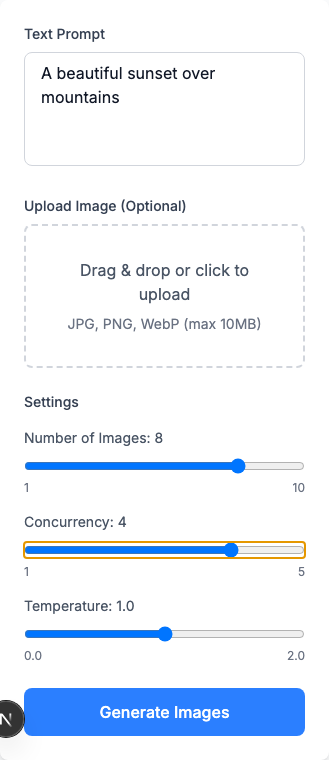 Text Prompt
A beautiful sunset over
mountains
Upload Image (Optional)
Drag & drop or click to
upload
JPG, PNG, WebP (max 10MB)
Settings
Number of Images: 8
1 10
Concurrency: 4
1 5
Temperature: 1.0
0.0 2.0
N
Generate Images